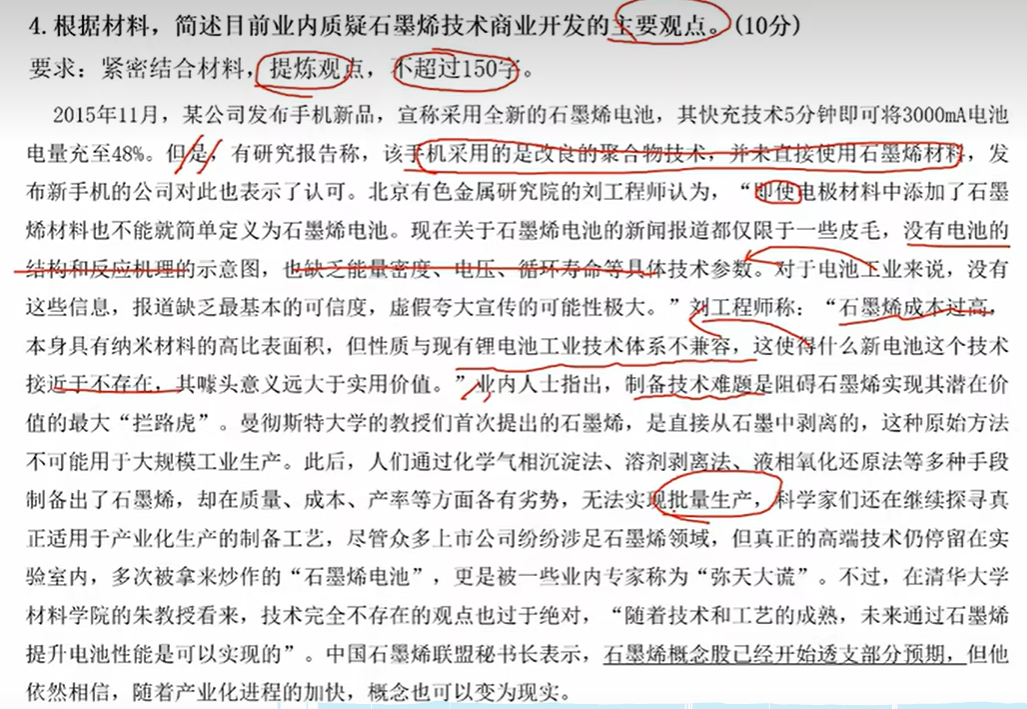 4.根据材料，简述目前业内质疑石墨烯技术商业开发的主要观点。(10分)
要求：紧密结合材料，提炼观点，不超过150字。
2015年11月，某公司发布手机新品，宣称采用全新的石墨烯电池，其快充技术5分钟即可将3000mA电池
电量充至48%。但是，有研究报告称，该手机采用的是改良的聚合物技术，并未直接使用石墨烯材料，发
布新手机的公司对此也表示了认可。北京有色金属研究院的刘工程师认为，“即使电极材料中添加了石墨
烯材料也不能就简单定义为石墨烯电池。现在关于石墨烯电池的新闻报道都仅限于一些皮毛，没有电池的
结构和反应机理的示意图，也缺乏能量密度、电压、循环寿命等具体技术参数。对于电池工业来说，没有
这些信息，报道缺乏最基本的可信度，虚假夸大宣传的可能性极大。”刘工程师称：“石墨烯成本过高，
本身具有纳米材料的高比表面积，但性质与现有锂电池工业技术体系不兼容，这使得什么新电池这个技术
接近于不存在，其噱头意义远大于实用价值。”业内人士指出，制备技术难题是阻碍石墨烯实现其潜在价
值的最大“拦路虎”。曼彻斯特大学的教授们首次提出的石墨烯，是直接从石墨中剥离的，这种原始方法
不可能用于大规模工业生产。此后，人们通过化学气相沉淀法、溶剂剥离法、液相氧化还原法等多种手段
制备出了石墨烯，却在质量、成本、产率等方面各有劣势，无法实现批量生产，科学家们还在继续探寻真
正适用于产业化生产的制备工艺，尽管众多上市公司纷纷涉足石墨烯领域，但真正的高端技术仍停留在实
验室内，多次被拿来炒作的“石墨烯电池”，更是被一些业内专家称为“弥天大谎”。不过，在清华大学
材料学院的朱教授看来，技术完全不存在的观点也过于绝对，“随着技术和工艺的成熟，未来通过石墨烯
提升电池性能是可以实现的”。中国石墨烯联盟秘书长表示，石墨烯概念股已经开始透支部分预期，但他
依然相信，随着产业化进程的加快，概念也可以变为现实。